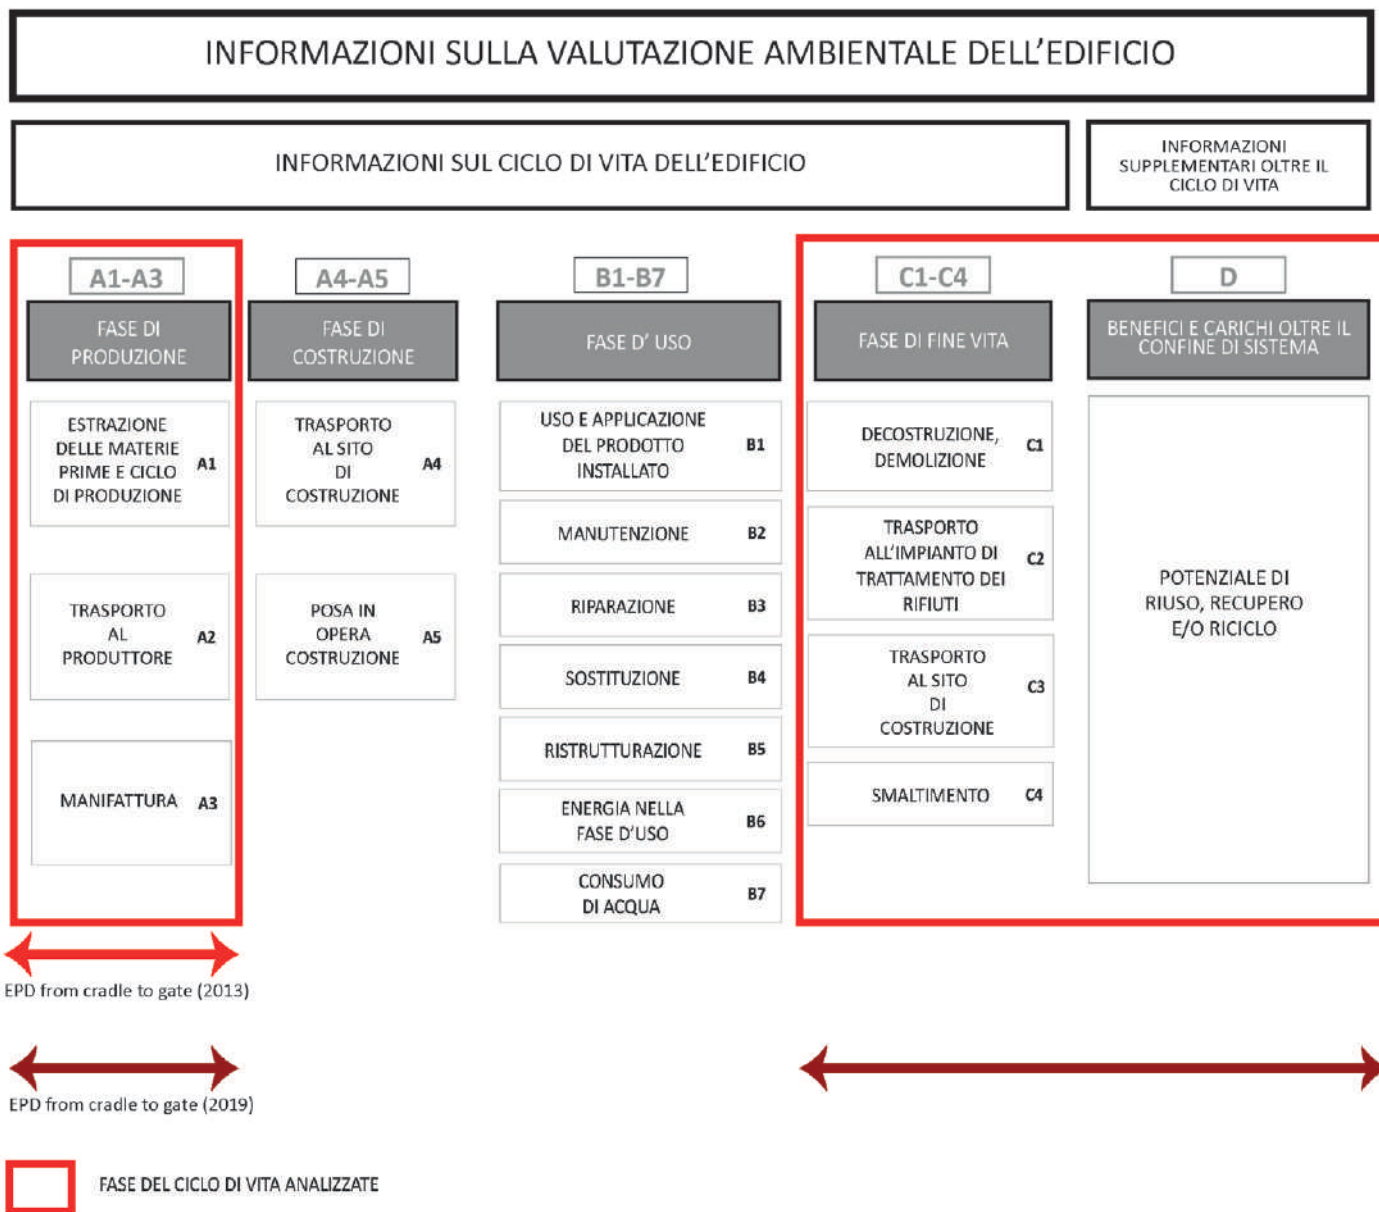 INFORMAZIONI SULLA VALUTAZIONE AMBIENTALE DELL'EDIFICIO
INFORMAZIONI SUL CICLO DI VITA DELL'EDIFICIO
INFORMAZIONI
SUPPLEMENTARI OLTRE IL
CICLO DI VITA
A1-A3
FASE DI
PRODUZIONE
ESTRAZIONE
DELLE MATERIE
PRIME E CICLO
DI PRODUZIONE
A1
TRASPORTO
AL
PRODUTTORE
A2
MANIFATTURA
A3
A4-A5
FASE DI
COSTRUZIONE
TRASPORTO
AL SITO
DI
COSTRUZIONE
A4
POSA IN
OPERA
COSTRUZIONE
A5
B1-B7
FASE D' USO
USO E APPLICAZIONE
DEL PRODOTTO
INSTALLATO
B1
MANUTENZIONE
B2
RIPARAZIONE
B3
SOSTITUZIONE
B4
RISTRUTTURAZIONE
B5
ENERGIA NELLA
FASE D'USO
B6
CONSUMO
DI ACQUA
B7
C1-C4
FASE DI FINE VITA
DECOSTRUZIONE,
DEMOLIZIONE
C1
TRASPORTO
ALL'IMPIANTO DI
TRATTAMENTO DEI
RIFIUTI
C2
TRASPORTO
AL SITO
DI
COSTRUZIONE
C3
SMALTIMENTO
C4
D
BENEFICI E CARICHI OLTRE IL
CONFINE DI SISTEMA
POTENZIALE DI
RIUSO, RECUPERO
E/O RICICLO
EPD from cradle to gate (2013)
EPD from cradle to gate (2019)
FASE DEL CICLO DI VITA ANALIZZATE